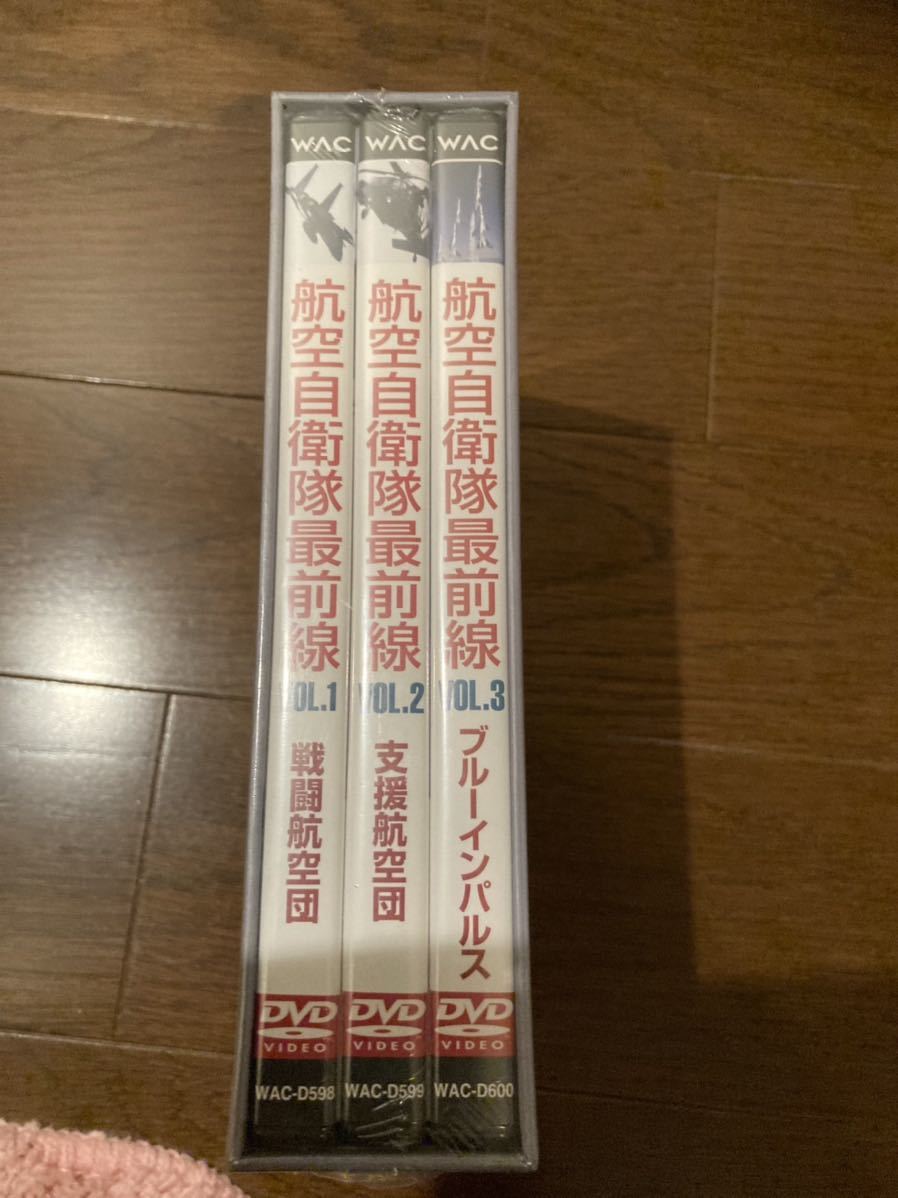 WAC
航空自衛隊最前線
VOL.1
戦闘航空団
DVD
VIDEO
WAC-D598
WAC
航空自衛隊最前線
VOL.2
支援航空団
DVD
VIDEO
WAC-D599
WAC
航空自衛隊最前線
VOL.3
ブルーインパルス
DVD
VIDEO
WAC-D600